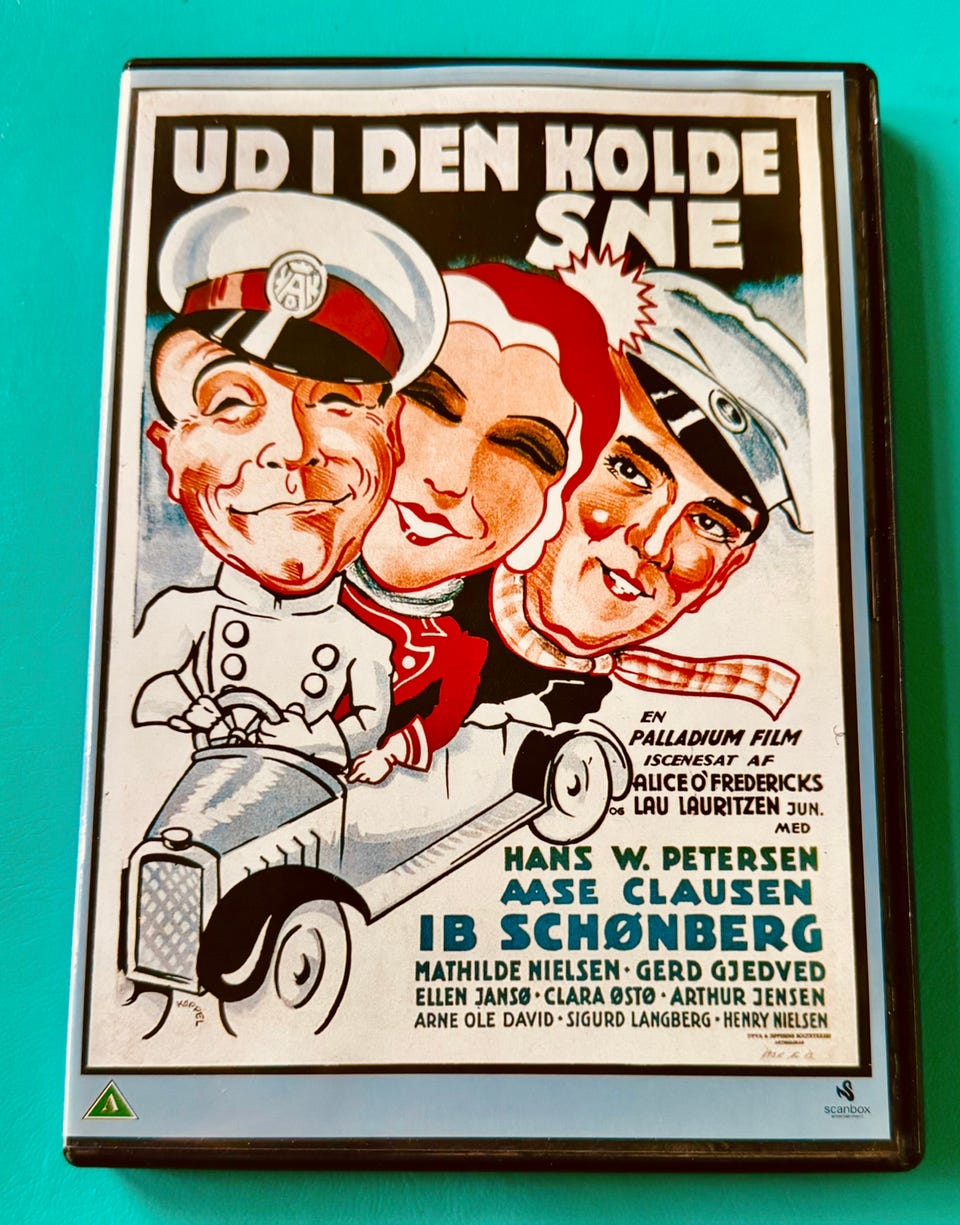 UD I DEN KOLDE
SNE
EN
PALLADIUM FILM
ISCENESAT AF
ALICE O'FREDERICKS
OG LAU LAURITZEN JUN.
MED
HANS W. PETERSEN
AASE CLAUSEN
IB SCHØNBERG
MATHILDE NIELSEN · GERD GJEDVED
ELLEN JANSØ · CLARA ØSTØ · ARTHUR JENSEN
ARNE OLE DAVID · SIGURD LANGBERG · HENRY NIELSEN
KOPPEL
A
scanbox